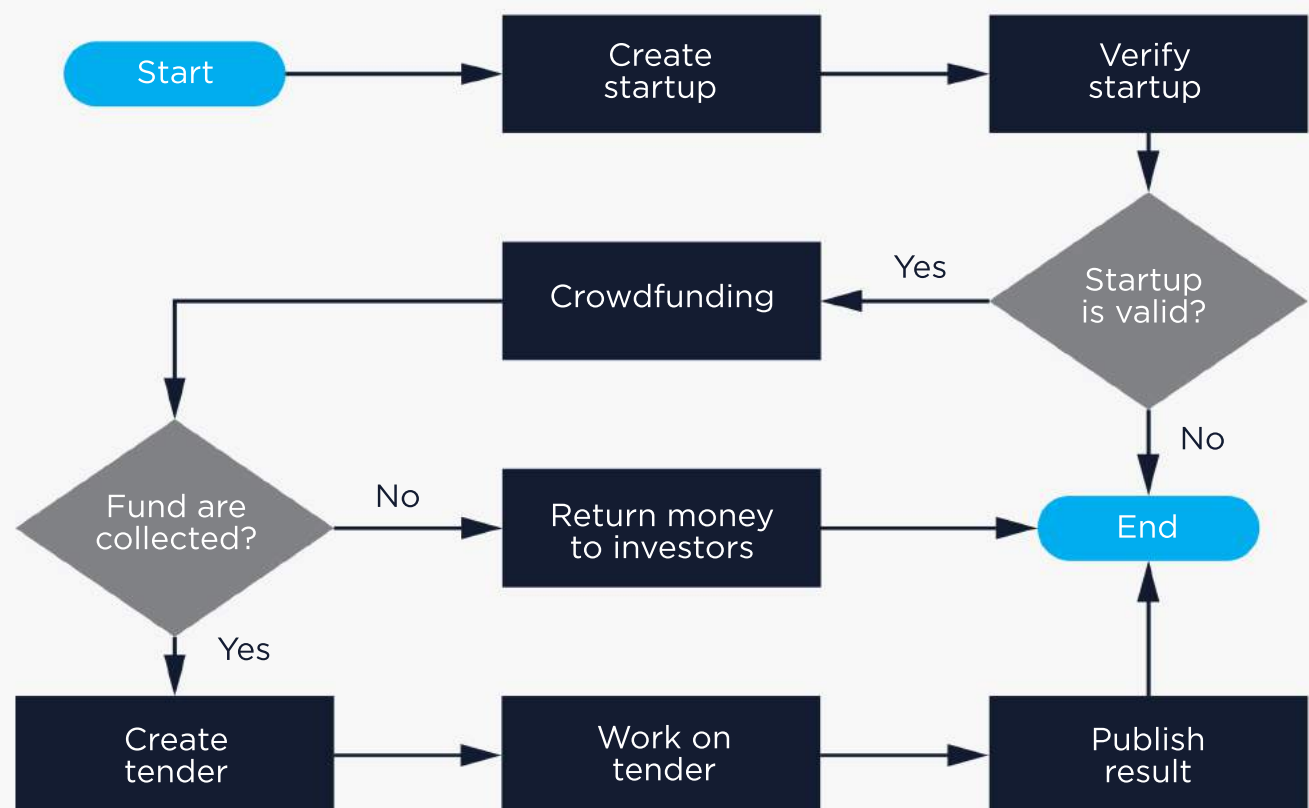 Start
Create
startup
Verify
startup
Crowdfunding
Yes
Startup
is valid?
No
Fund are
collected?
No
Return money
to investors
End
Yes
Create
tender
Work on
tender
Publish
result